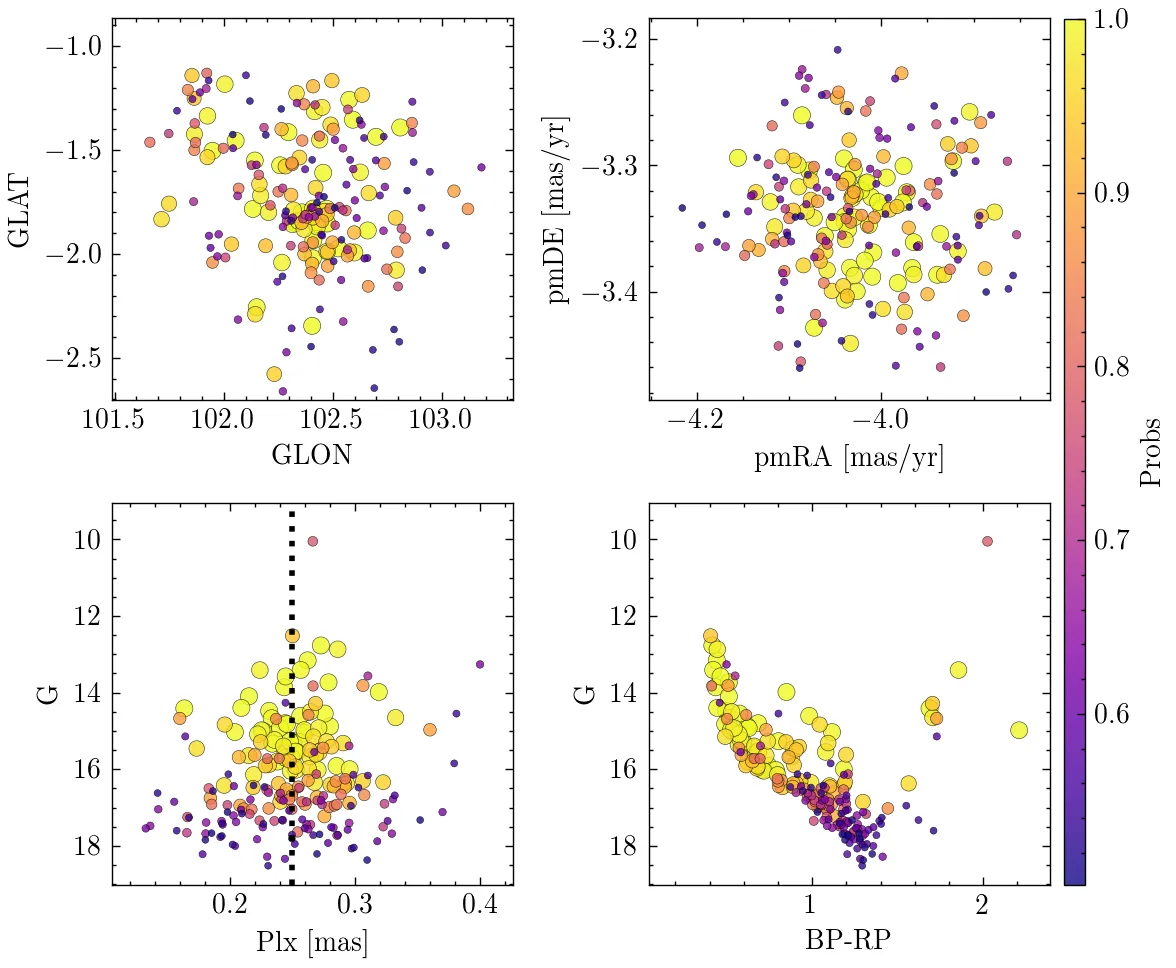 −1.0
−1.5
−2.0
−2.5
GLAT
101.5 102.0 102.5 103.0
GLON
−3.2
−3.3
−3.4
pmDE [mas/yr]
−4.2 −4.0
pmRA [mas/yr]
1.0
0.9
0.8
0.7
0.6
Probs
10
12
14
16
18
G
0.2 0.3 0.4
Plx [mas]
10
12
14
16
18
G
1 2
BP-RP